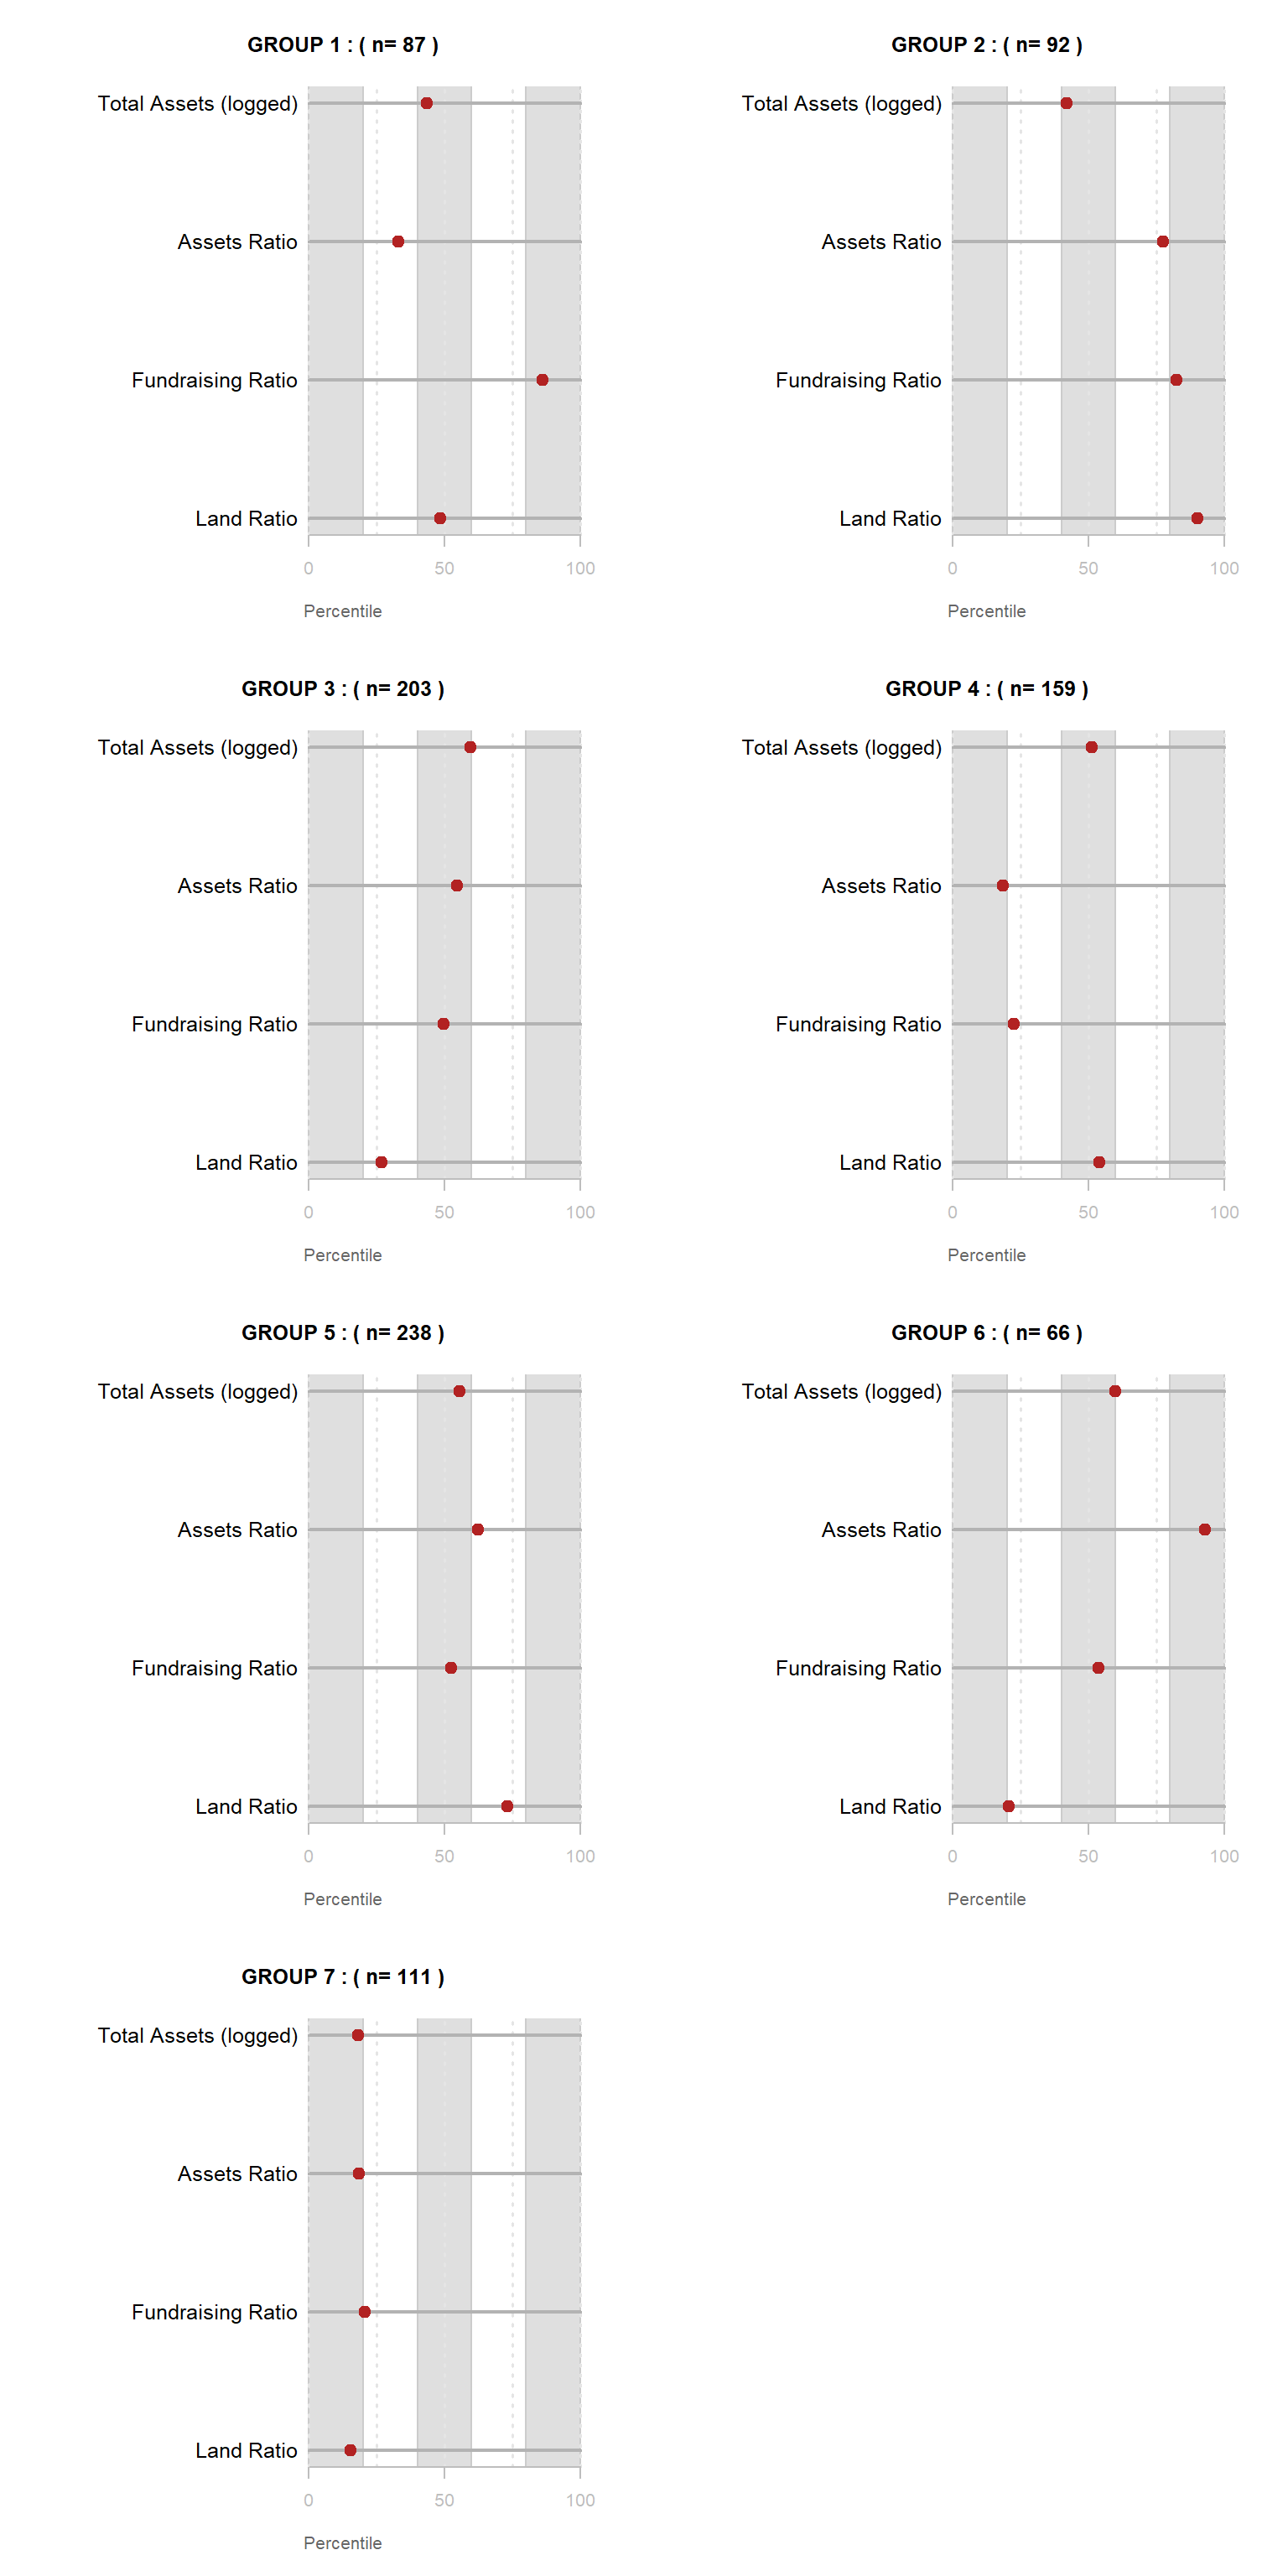 GROUP 1 : ( n= 87 )
Total Assets (logged)
Assets Ratio
Fundraising Ratio
Land Ratio
0 50 100
Percentile
GROUP 2 : ( n= 92 )
Total Assets (logged)
Assets Ratio
Fundraising Ratio
Land Ratio
0 50 100
Percentile
GROUP 3 : ( n= 203 )
Total Assets (logged)
Assets Ratio
Fundraising Ratio
Land Ratio
0 50 100
Percentile
GROUP 4 : ( n= 159 )
Total Assets (logged)
Assets Ratio
Fundraising Ratio
Land Ratio
0 50 100
Percentile
GROUP 5 : ( n= 238 )
Total Assets (logged)
Assets Ratio
Fundraising Ratio
Land Ratio
0 50 100
Percentile
GROUP 6 : ( n= 66 )
Total Assets (logged)
Assets Ratio
Fundraising Ratio
Land Ratio
0 50 100
Percentile
GROUP 7 : ( n= 111 )
Total Assets (logged)
Assets Ratio
Fundraising Ratio
Land Ratio
0 50 100
Percentile